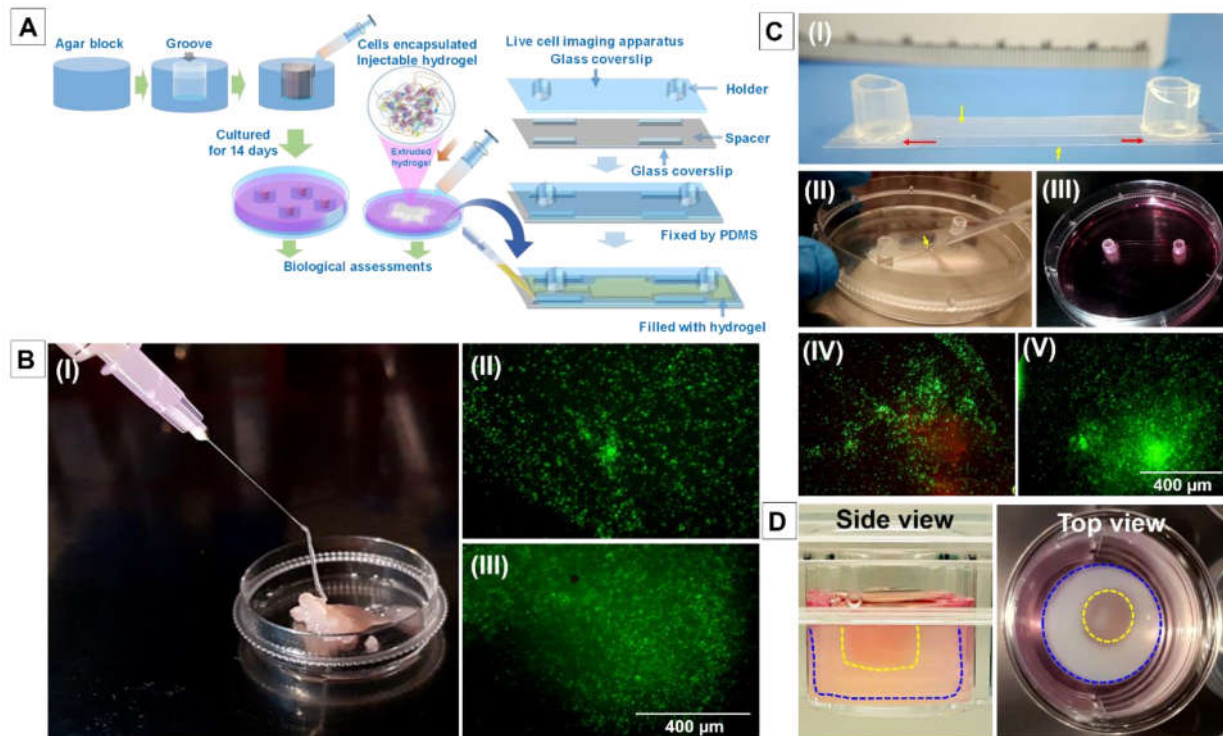 A
Agar block
Groove
Cells encapsulated
Injectable hydrogel
Extruded
hydrogel
Cultured
for 14 days
Biological assessments
Live cell imaging apparatus
Glass coverslip
Holder
Spacer
Glass coverslip
Fixed by PDMS
Filled with hydrogel
B
(I)
(II)
(III)
400 µm
C
(I)
(II)
(III)
(IV)
(V)
400 µm
D
Side view
Top view